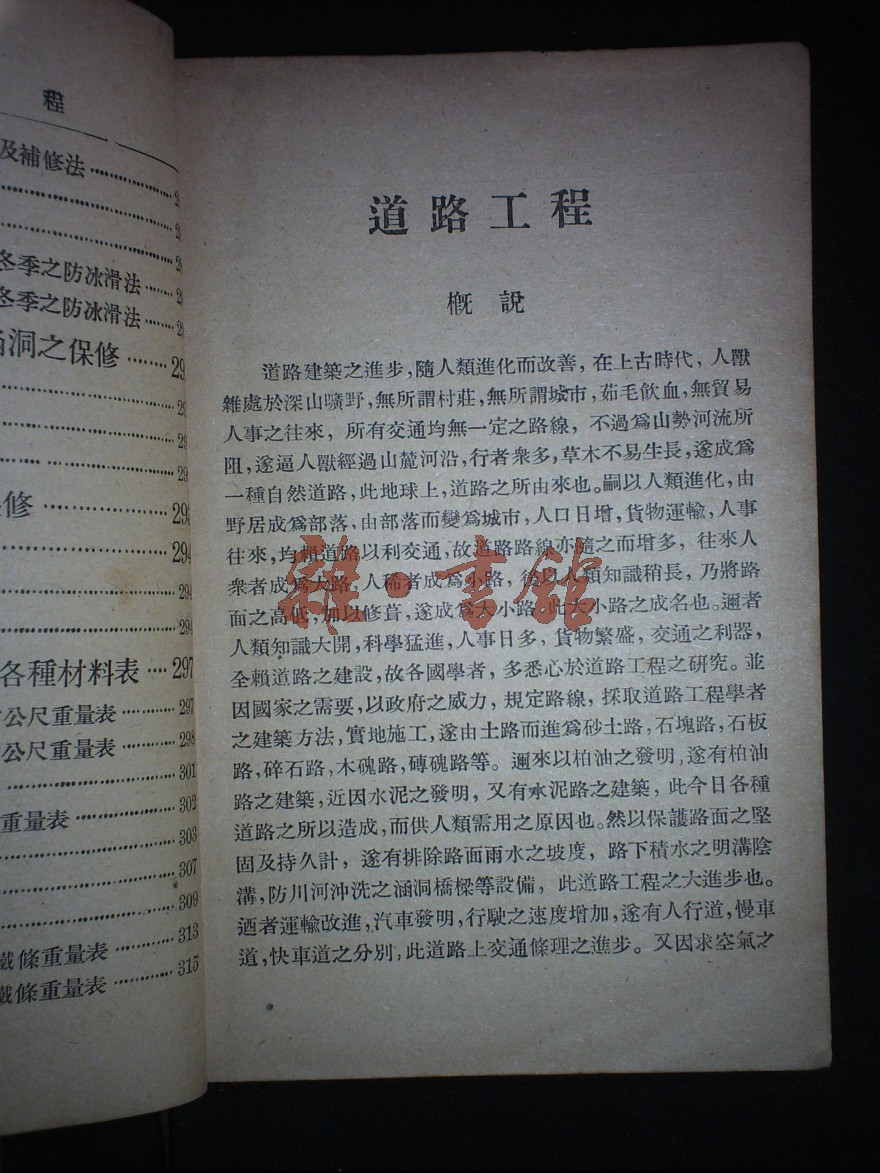 程
及補修法
冬季之防冰滑法
冬季之防冰滑法
洞之保修 29
修 293
294
294
294
各種材料表 297
公尺重量表 297
公尺重量表 298
301
重量表 302
303
307
309
鐵條重量表 313
鐵條重量表 315
道路工程
概說
道路建築之進步,隨人類進化而改善,在上古時代,人獸
雜處於深山曠野,無所謂村莊,無所謂城市,茹毛飲血,無貿易
人事之往來,所有交通均無一定之路線,不過爲山勢河流所
阻,遂逼人獸經過山麓河沿,行者衆多,草木不易生長,遂成爲
一種自然道路,此地球上,道路之所由來也。嗣以人類進化,由
野居成爲部落,由部落而變爲城市,人口日增,貨物運輸,人事
往來,均賴道路以利交通,故道路路線亦隨之而增多,往來人
衆者成爲大路,人稀者成爲小路,後以人類知識稍長,乃將路
面之高低,加以修葺,遂成爲大小路,此大小路之成名也。邇者
人類知識大開,科學猛進,人事日多,貨物繁盛,交通之利器,
全賴道路之建設,故各國學者,多悉心於道路工程之研究。並
因國家之需要,以政府之威力,規定路線,採取道路工程學者
之建築方法,實地施工,遂由土路而進爲砂土路,石塊路,石板
路,碎石路,木磈路,磚磈路等。邇來以柏油之發明,遂有柏油
路之建築,近因水泥之發明,又有水泥路之建築,此今日各種
道路之所以造成,而供人類需用之原因也。然以保護路面之堅
固及持久計,遂有排除路面雨水之坡度,路下積水之明溝陰
溝,防川河沖洗之涵洞橋樑等設備,此道路工程之大進步也。
迺者運輸改進,汽車發明,行駛之速度增加,遂有人行道,慢車
道,快車道之分別,此道路上交通條理之進步。又因求空氣之
雜·書館